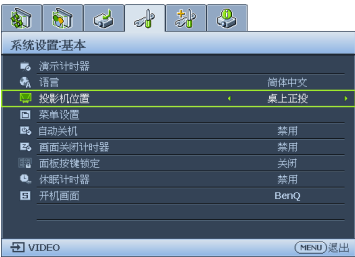 系统设置:基本
演示计时器
语言 简体中文
投影机位置 桌上正投
菜单设置
自动关机 禁用
画面关闭计时器 禁用
面板按键锁定 关闭
休眠计时器 禁用
开机画面 BenQ
VIDEO MENU 退出